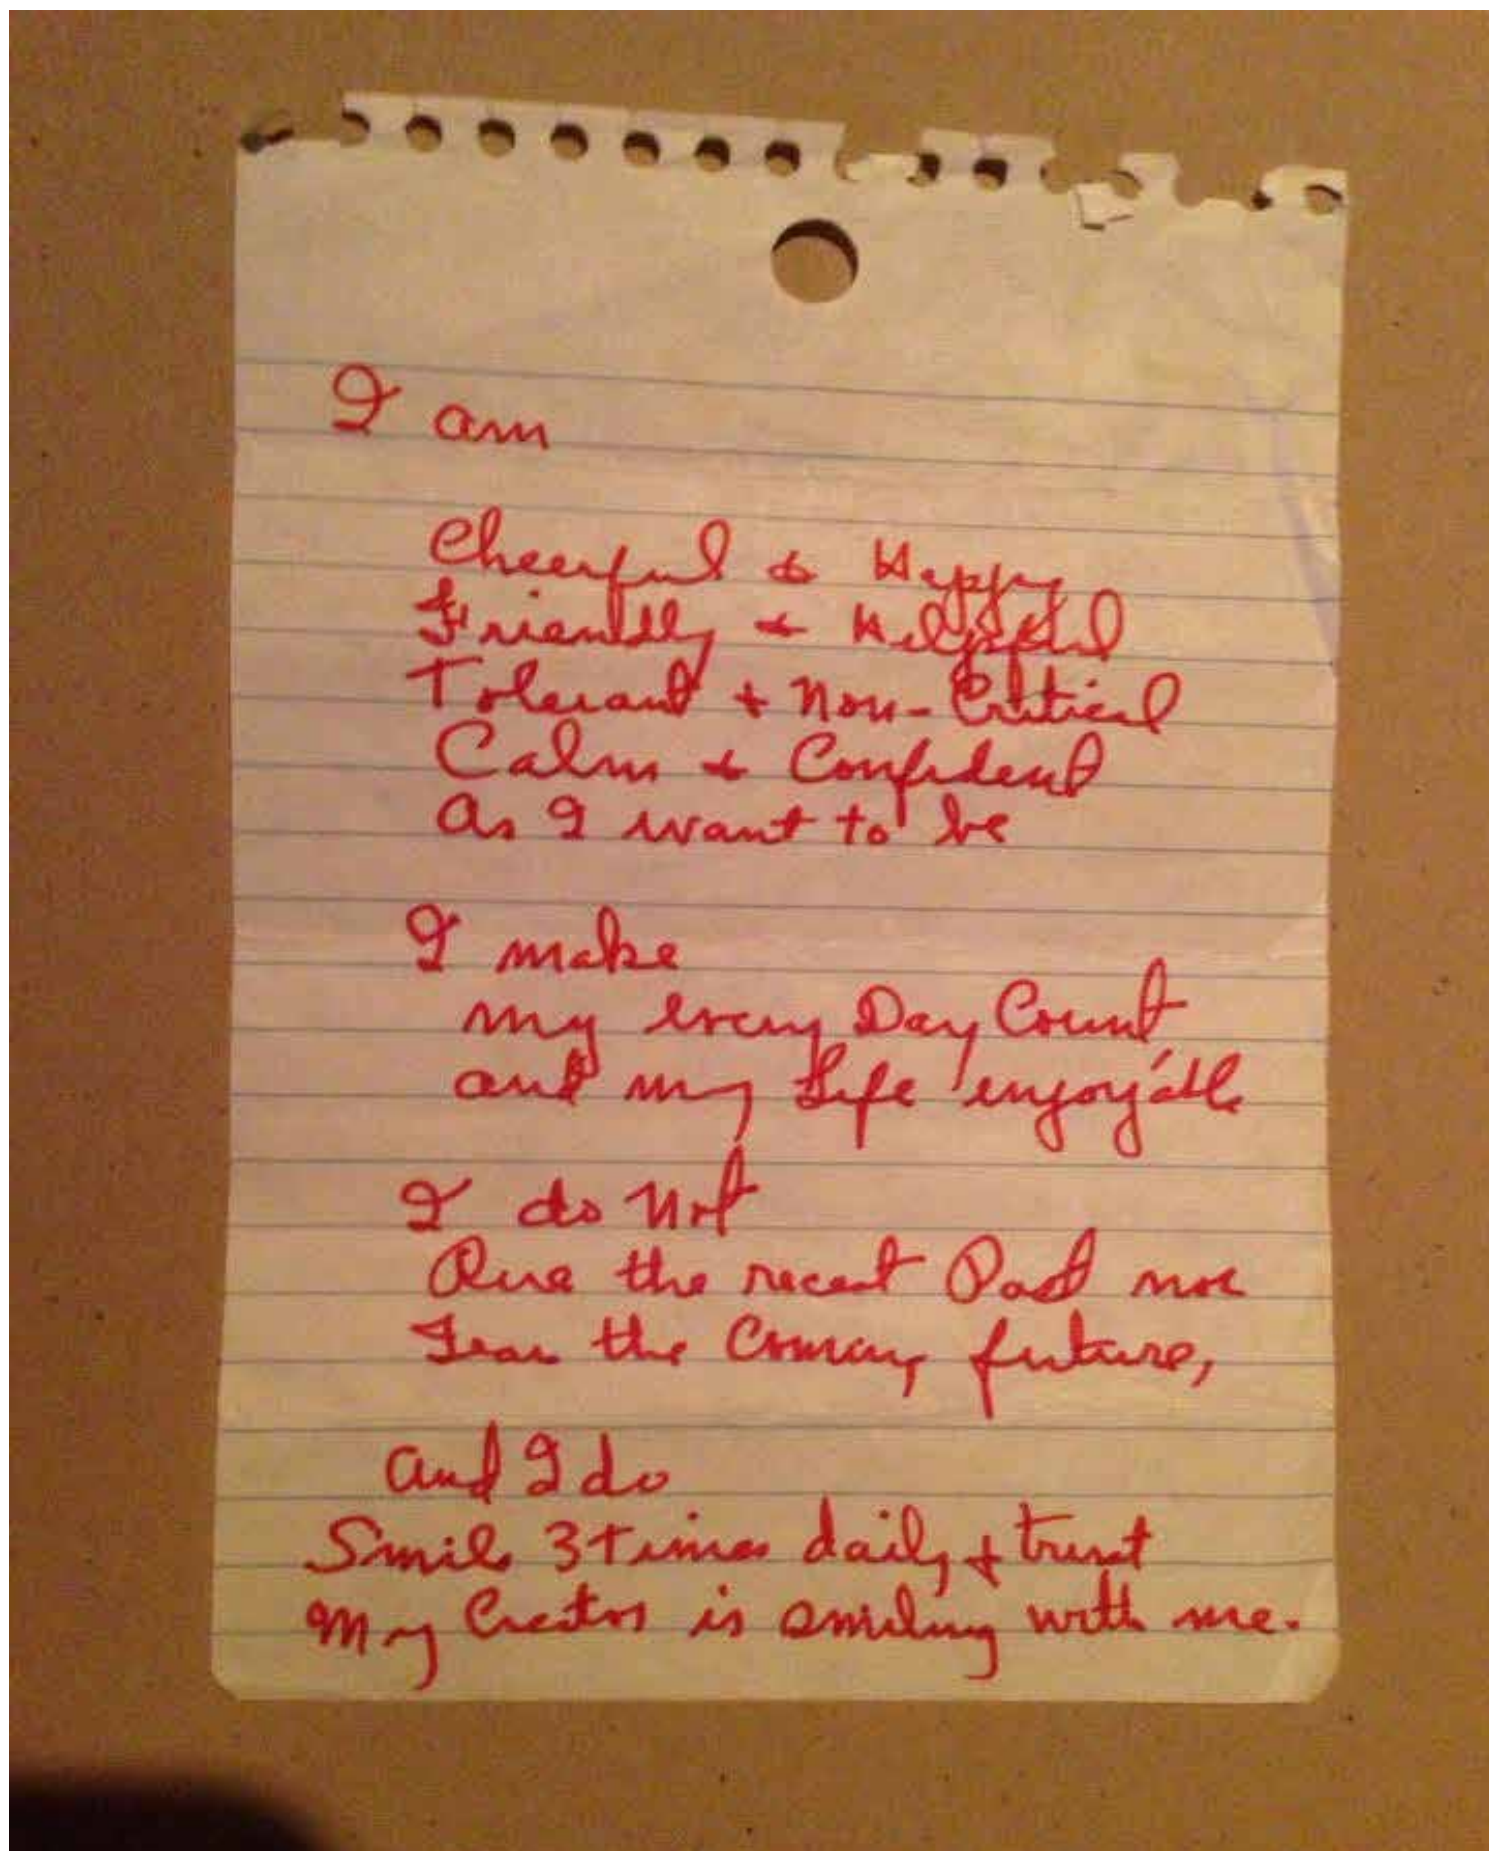 I am
Cheerful & Happy
Friendly & Helpful
Tolerant + Non-Critical
Calm & Confident
As I want to be
I make
my every Day Count
and my Life enjoyable
I do Not
the recent Past nor
Fear the Coming future,
and I do
Smile 3 Times daily & trust
My Creator is smiling with me.